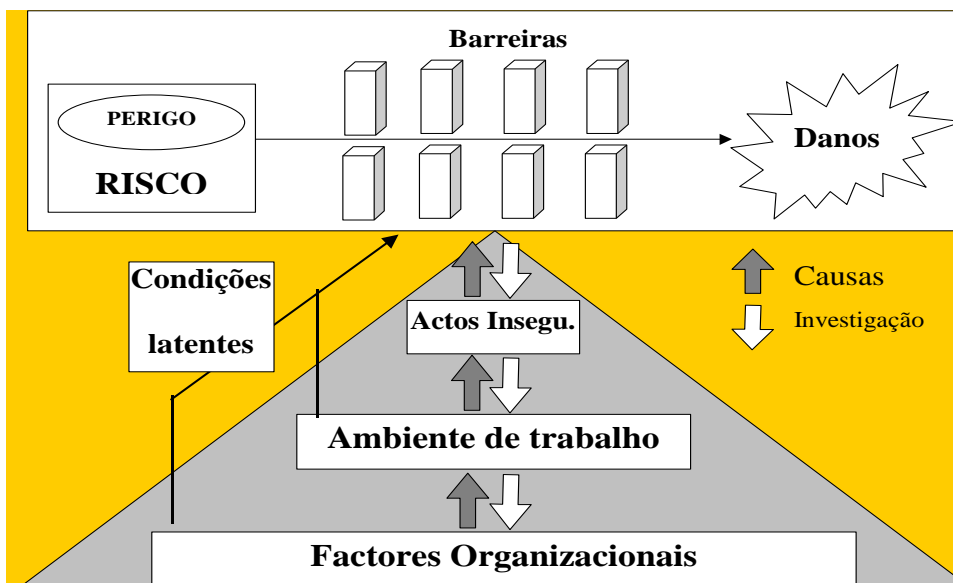 Barreiras
PERIGO
RISCO
Danos
Condições
latentes
Causas
Investigação
Actos Insegu.
Ambiente de trabalho
Factores Organizacionais